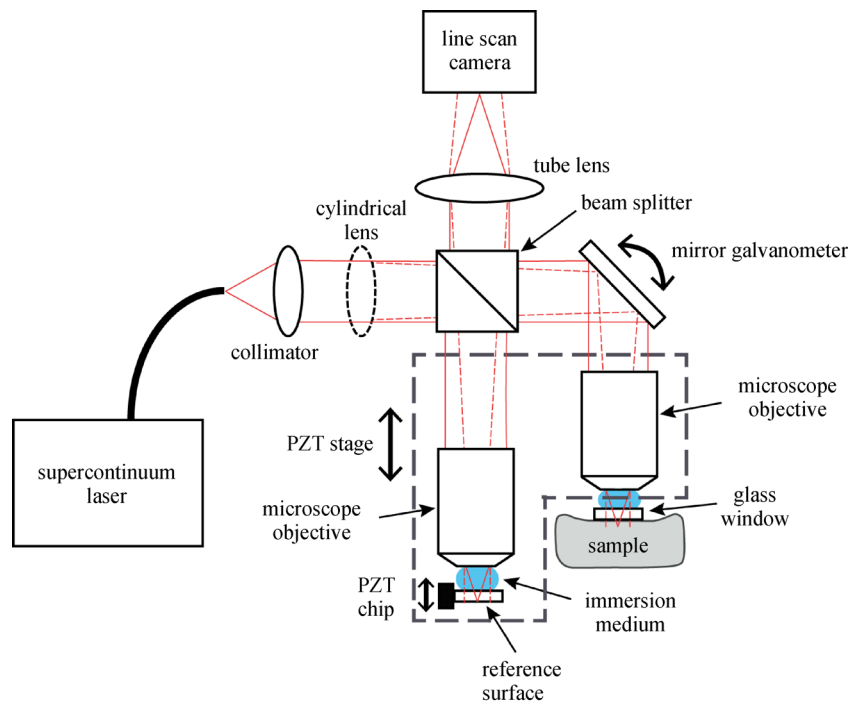 line scan
camera
tube lens
beam splitter
cylindrical
lens
mirror galvanometer
collimator
microscope
objective
PZT stage
supercontinuum
laser
microscope
objective
glass
window
sample
PZT
chip
immersion
medium
reference
surface